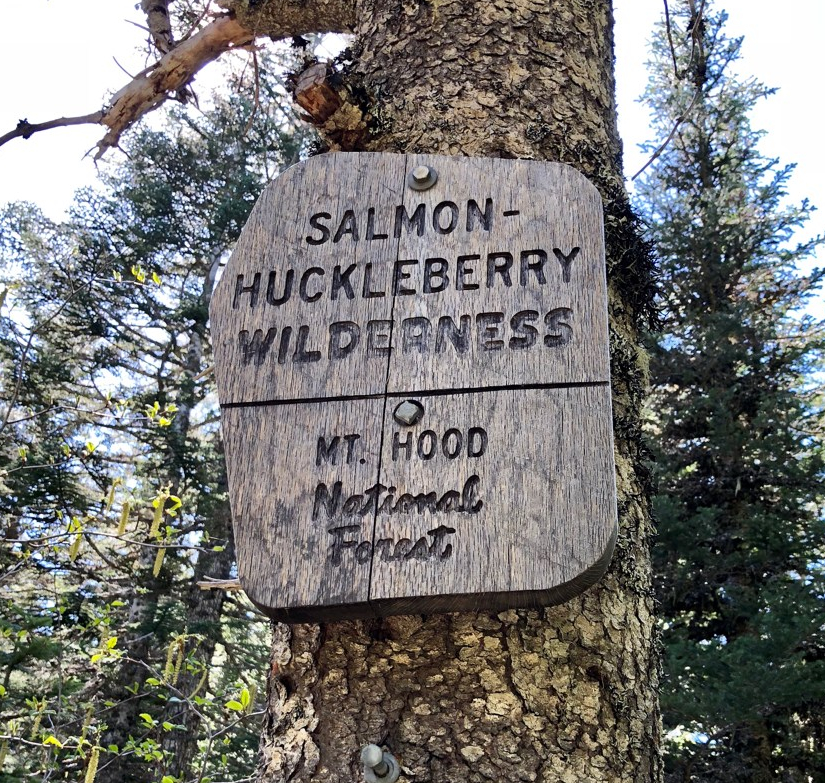 SALMON-
HUCKLEBERRY
WILDERNESS
MT. HOOD
National
Forest